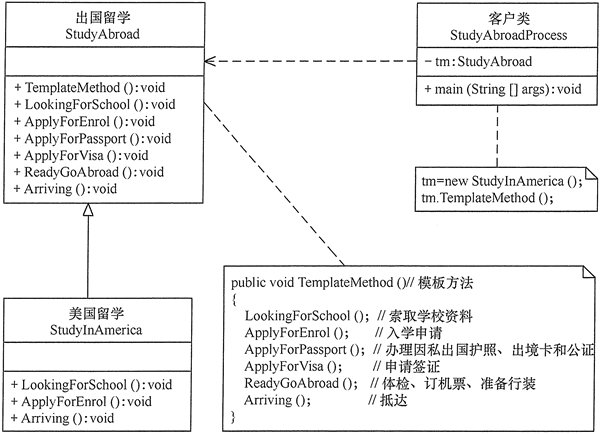 出国留学
StudyAbroad
+ TemplateMethod ():void
+ LookingForSchool ():void
+ ApplyForEnrol ():void
+ ApplyForPassport ():void
+ ApplyForVisa ():void
+ ReadyGoAbroad ():void
+ Arriving ():void
客户类
StudyAbroadProcess
- tm:StudyAbroad
+ main (String [] args):void
tm=new StudyInAmerica ();
tm.TemplateMethod ();
美国留学
StudyInAmerica
+ LookingForSchool ():void
+ ApplyForEnrol ():void
+ Arriving ():void
public void TemplateMethod ()// 模板方法
{
LookingForSchool (); // 索取学校资料
ApplyForEnrol (); // 入学申请
ApplyForPassport (); // 办理因私出国护照、出境卡和公证
ApplyForVisa (); // 申请签证
ReadyGoAbroad (); // 体检、订机票、准备行装
Arriving (); // 抵达
}